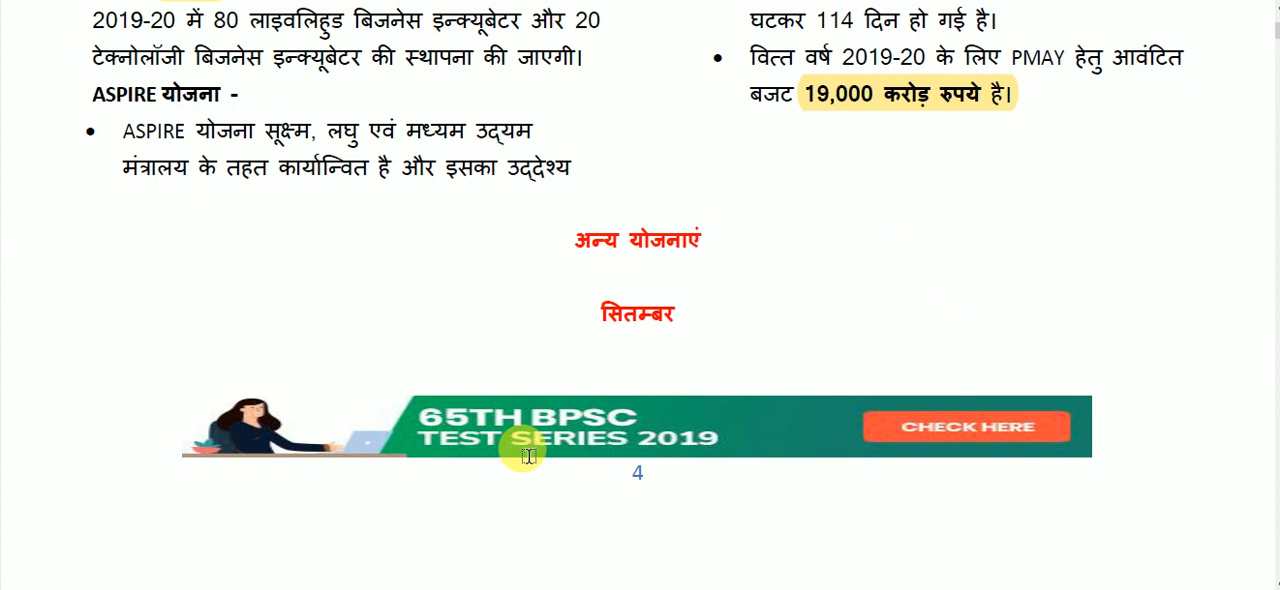 2019-20 में 80 लाइवलिहुड बिजनेस इन्क्यूबेटर और 20
टेक्नोलॉजी बिजनेस इन्क्यूबेटर की स्थापना की जाएगी।
ASPIRE योजना -
• ASPIRE योजना सूक्ष्म, लघु एवं मध्यम उद्यम
मंत्रालय के तहत कार्यान्वित है और इसका उद्देश्य
घटकर 114 दिन हो गई है।
• वित्त वर्ष 2019-20 के लिए PMAY हेतु आवंटित
बजट 19,000 करोड़ रुपये है।
अन्य योजनाएं
सितम्बर
65TH BPSC
TEST SERIES 2019
CHECK HERE
4